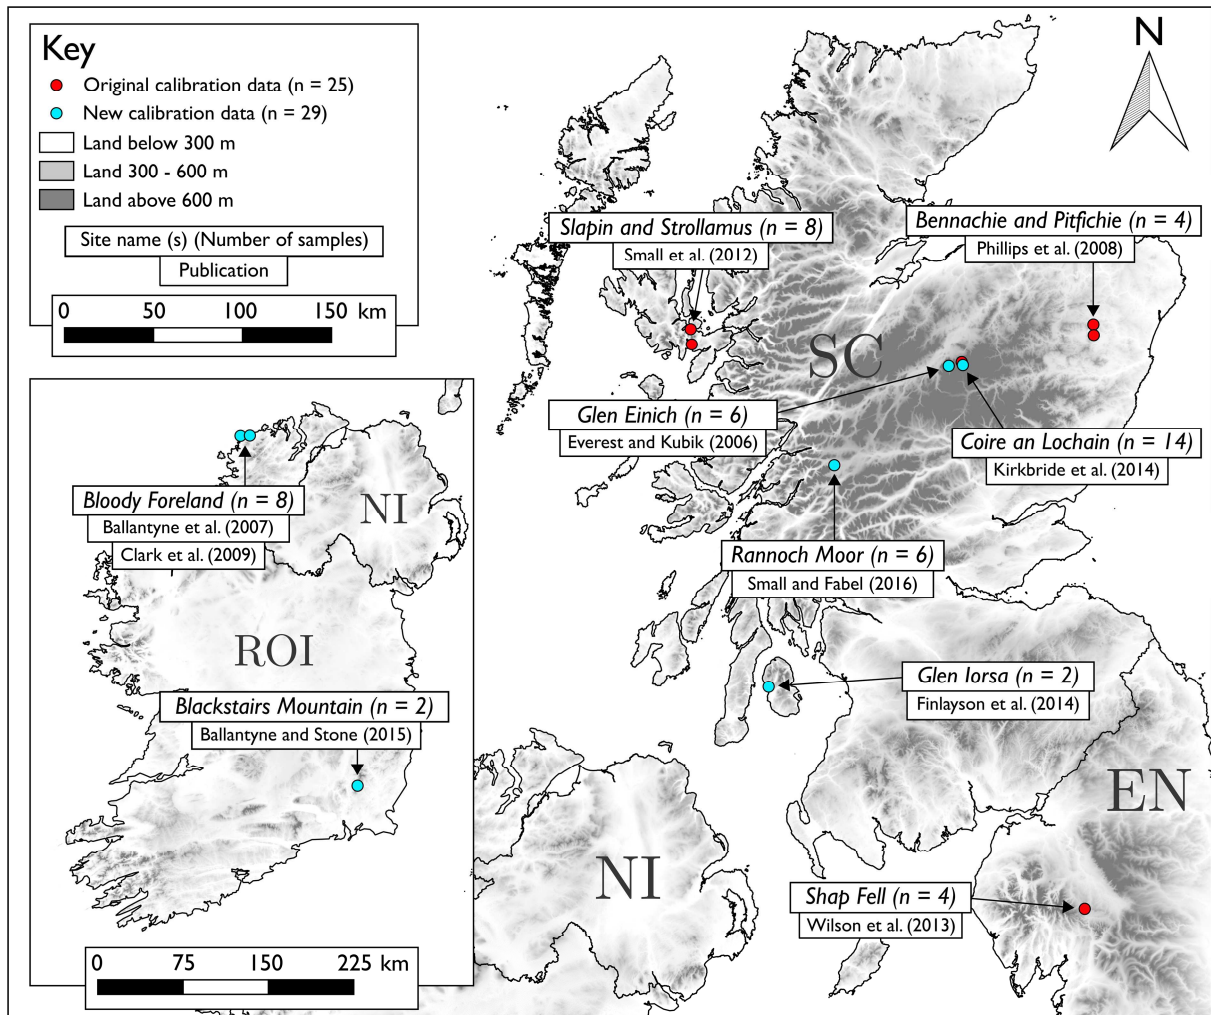 Key
Original calibration data (n = 25)
New calibration data (n = 29)
Land below 300 m
Land 300 - 600 m
Land above 600 m
Site name (s) (Number of samples)
Publication
0 50 100 150 km
N
Slapin and Strollamus (n = 8)
Small et al. (2012)
Bennachie and Pitfichie (n = 4)
Phillips et al. (2008)
SC
Glen Einich (n = 6)
Everest and Kubik (2006)
Coire an Lochain (n = 14)
Kirkbride et al. (2014)
Bloody Foreland (n = 8)
Ballantyne et al. (2007)
Clark et al. (2009)
NI
Rannoch Moor (n = 6)
Small and Fabel (2016)
ROI
Glen Iorsa (n = 2)
Finlayson et al. (2014)
Blackstairs Mountain (n = 2)
Ballantyne and Stone (2015)
EN
NI
Shap Fell (n = 4)
Wilson et al. (2013)
0 75 150 225 km